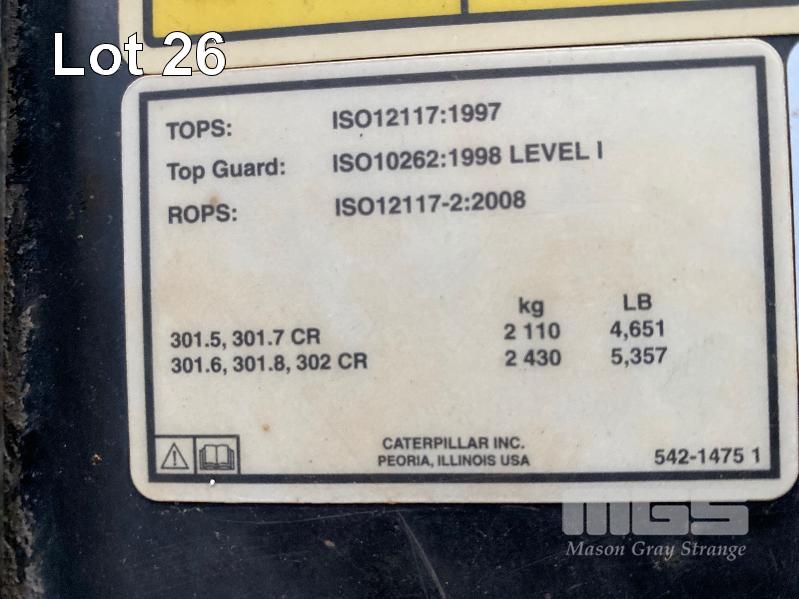 Lot 26
TOPS: ISO12117:1997
Top Guard: ISO10262:1998 LEVEL I
ROPS: ISO12117-2:2008
kg LB
301.5, 301.7 CR 2 110 4,651
301.6, 301.8, 302 CR 2 430 5,357
CATERPILLAR INC.
PEORIA, ILLINOIS USA
542-1475 1
MGS
Mason Gray Strange